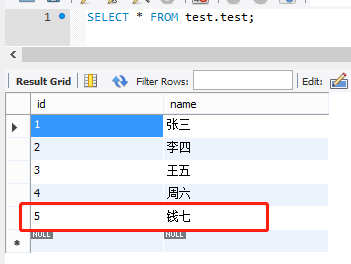 1 SELECT * FROM test.test;
Result Grid Filter Rows: Edit:
id name
1 张三
2 李四
3 王五
4 周六
5 钱七
NULL NULL